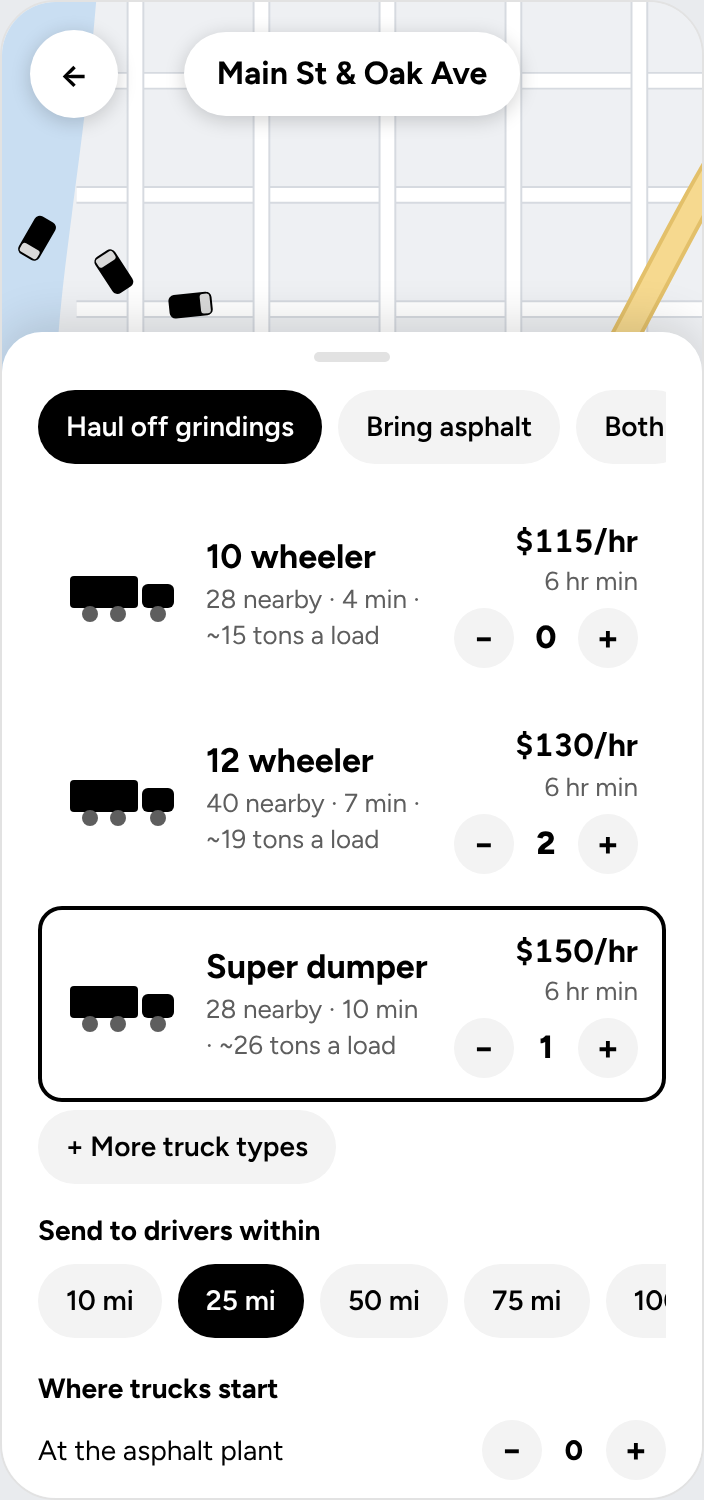 ←
Main St & Oak Ave
Haul off grindings
Bring asphalt
Both
10 wheeler
28 nearby · 4 min ·
~15 tons a load
$115/hr
6 hr min
− 0 +
12 wheeler
40 nearby · 7 min ·
~19 tons a load
$130/hr
6 hr min
− 2 +
Super dumper
28 nearby · 10 min
· ~26 tons a load
$150/hr
6 hr min
− 1 +
+ More truck types
Send to drivers within
10 mi
25 mi
50 mi
75 mi
Where trucks start
At the asphalt plant
− 0 +